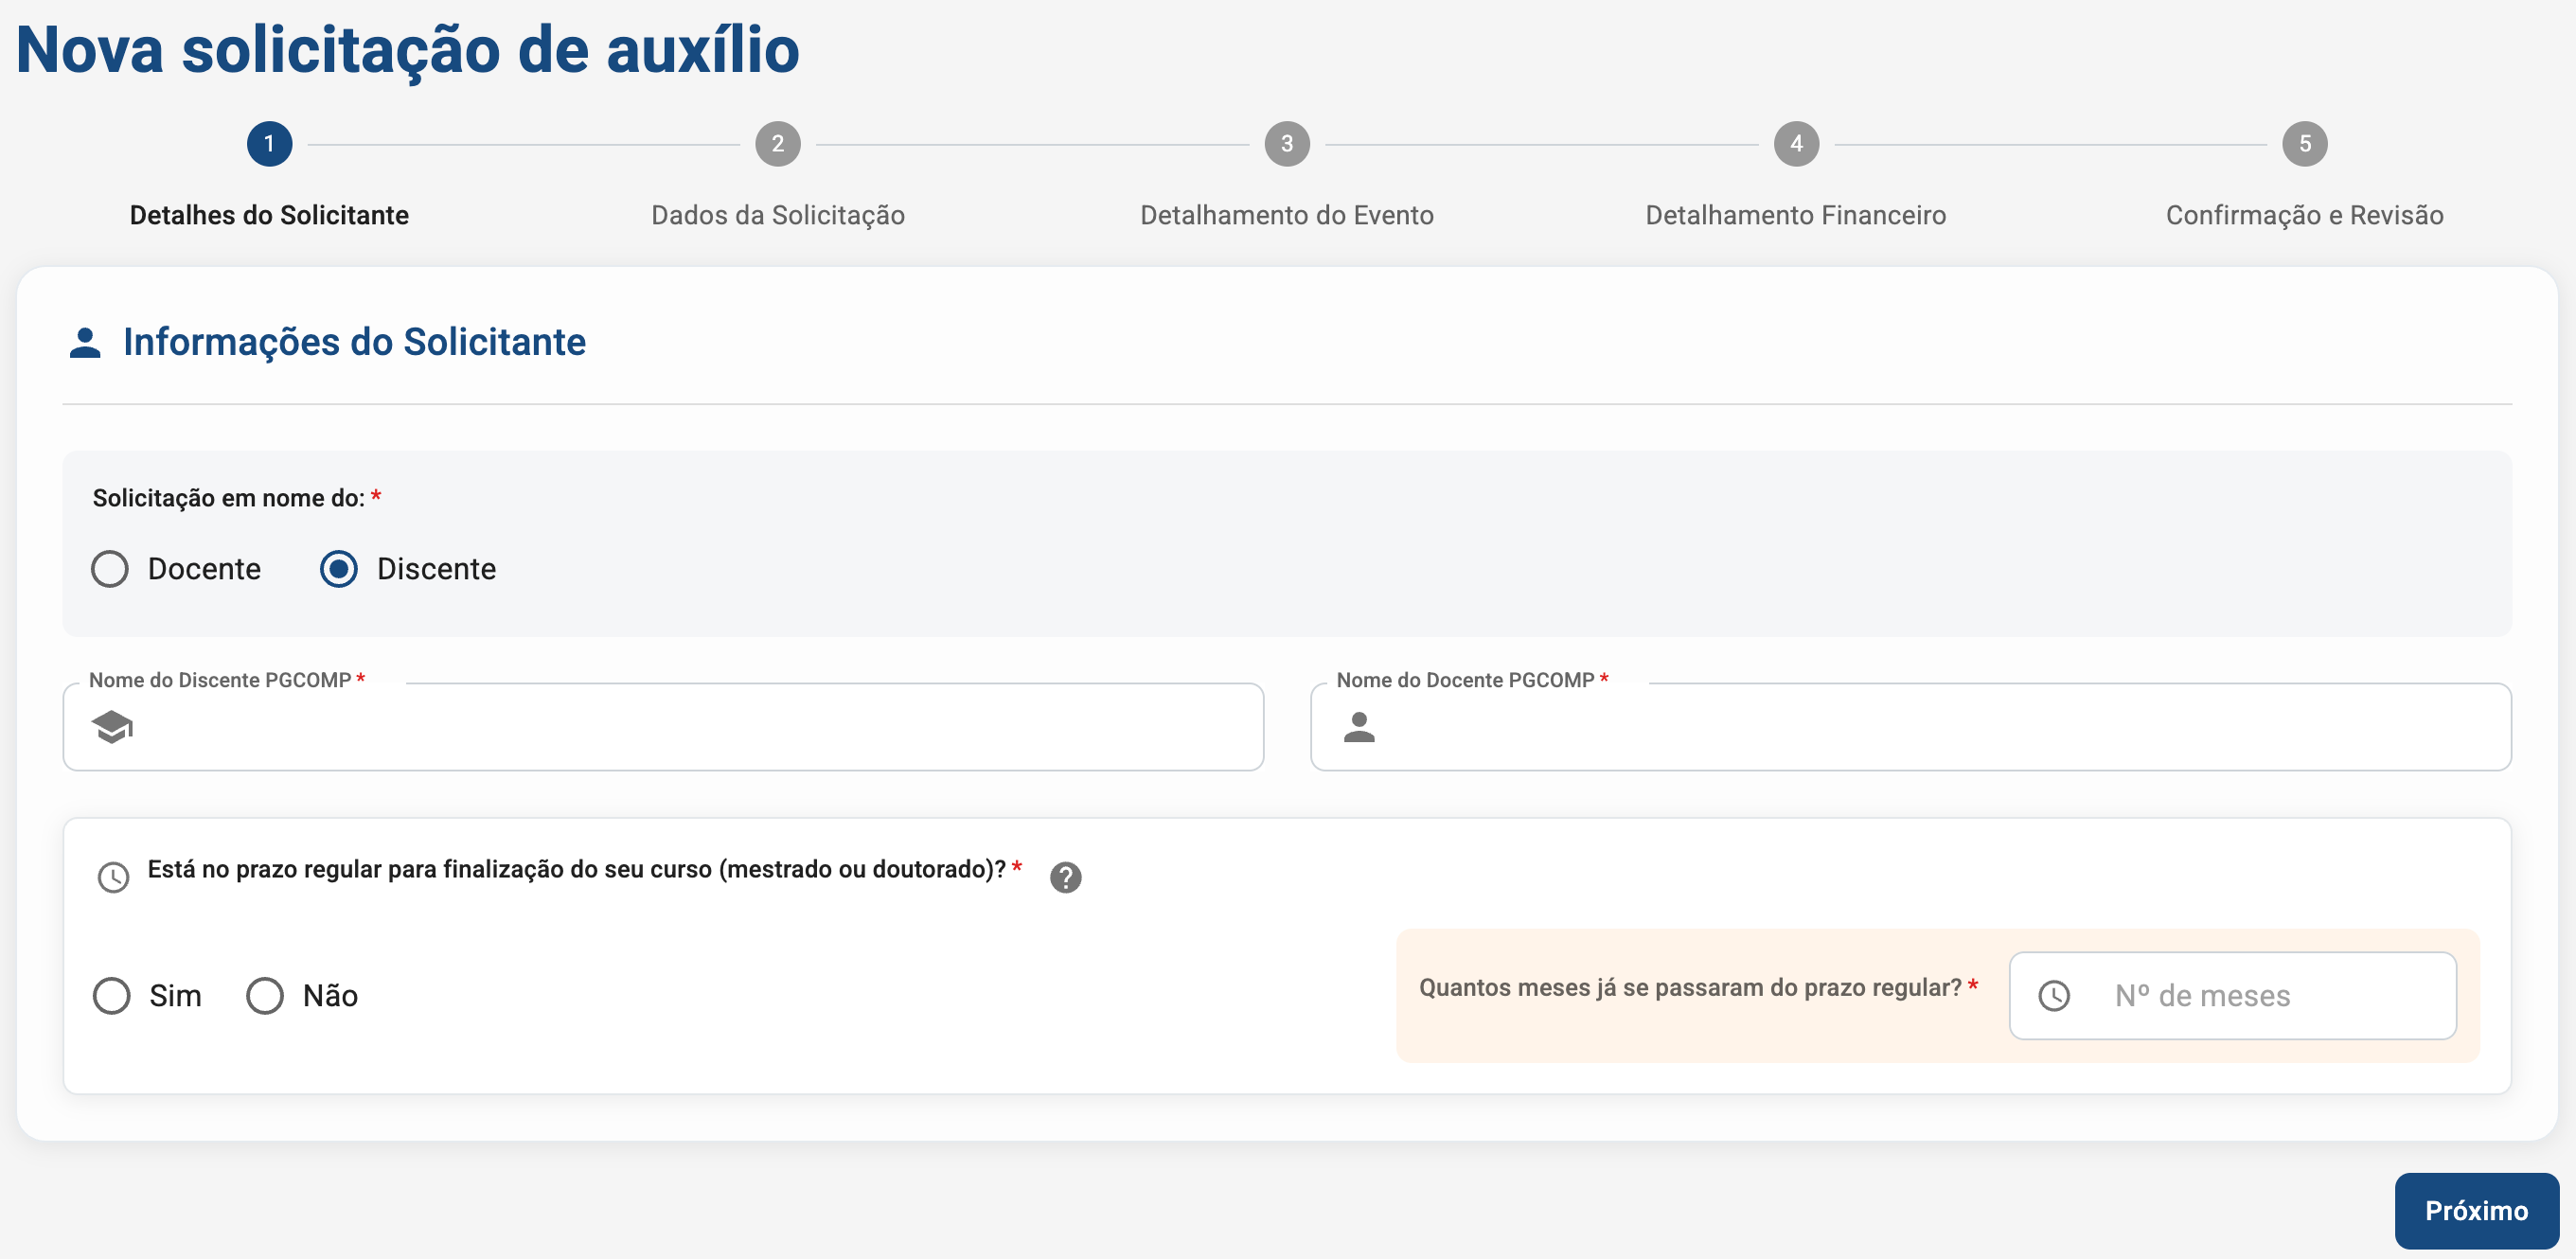 Nova solicitação de auxílio
1 2 3 4 5
Detalhes do Solicitante Dados da Solicitação Detalhamento do Evento Detalhamento Financeiro Confirmação e Revisão
Informações do Solicitante
Solicitação em nome do: *
Docente Discente
Nome do Discente PGCOMP * Nome do Docente PGCOMP *
Está no prazo regular para finalização do seu curso (mestrado ou doutorado)? * ?
Sim Não Quantos meses já se passaram do prazo regular? * Nº de meses
Próximo